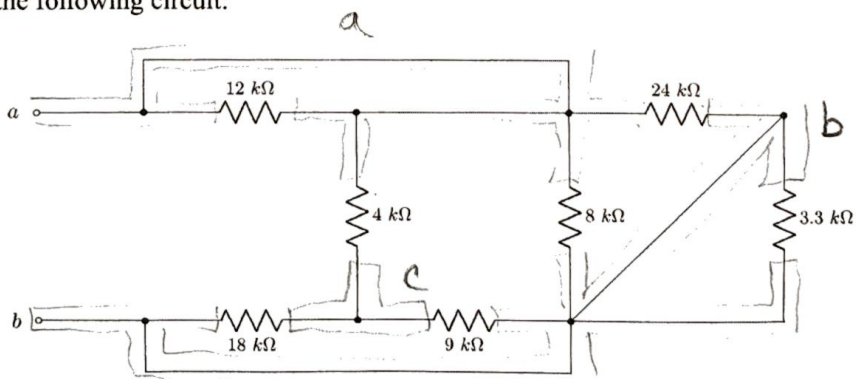 the following circuit.
a
12 kΩ
24 kΩ
a
b
4 kΩ
8 kΩ
3.3 kΩ
c
b
18 kΩ
9 kΩ